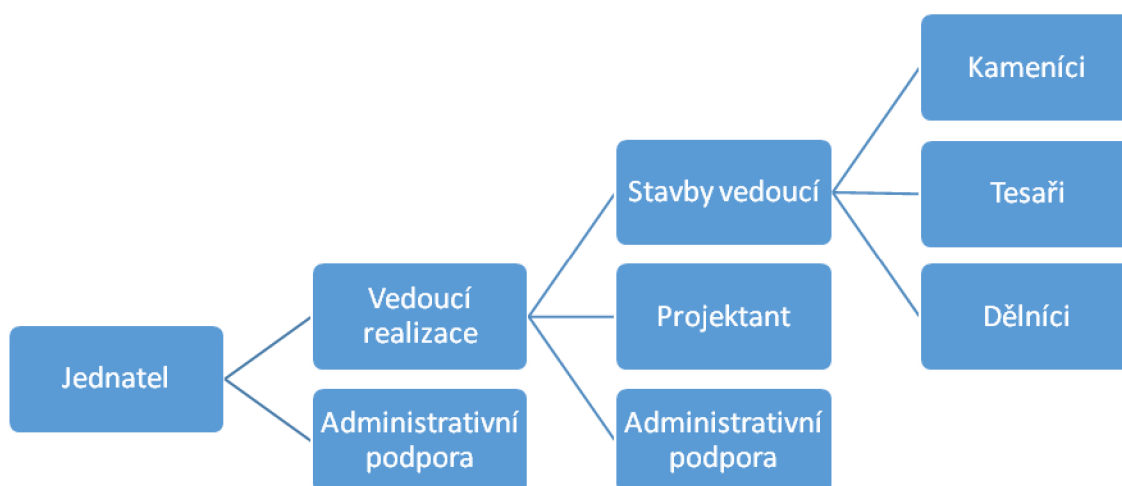 Jednatel
Vedoucí
realizace
Administrativní
podpora
Stavby vedoucí
Projektant
Administrativní
podpora
Kameníci
Tesaři
Dělníci